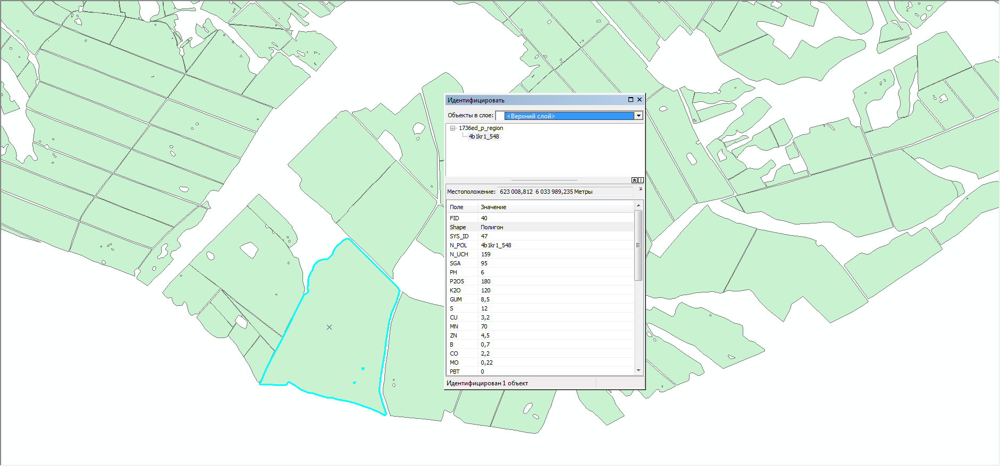 Идентифицировать
Объекты в слое: <Верхний слой>
1736ed_p_region
4b1kr1_548
Местоположение: 623 008,812 6 033 989,235 Метры
Поле Значение
FID 40
Shape Полигон
SYS_ID 47
N_POL 4b1kr1_548
N_UCH 159
SGA 95
PH 6
P2O5 180
K2O 120
GUM 8,5
S 12
CU 3,2
MN 70
ZN 4,5
B 0,7
CO 2,2
MO 0,22
PBT 0
Идентифицирован 1 объект